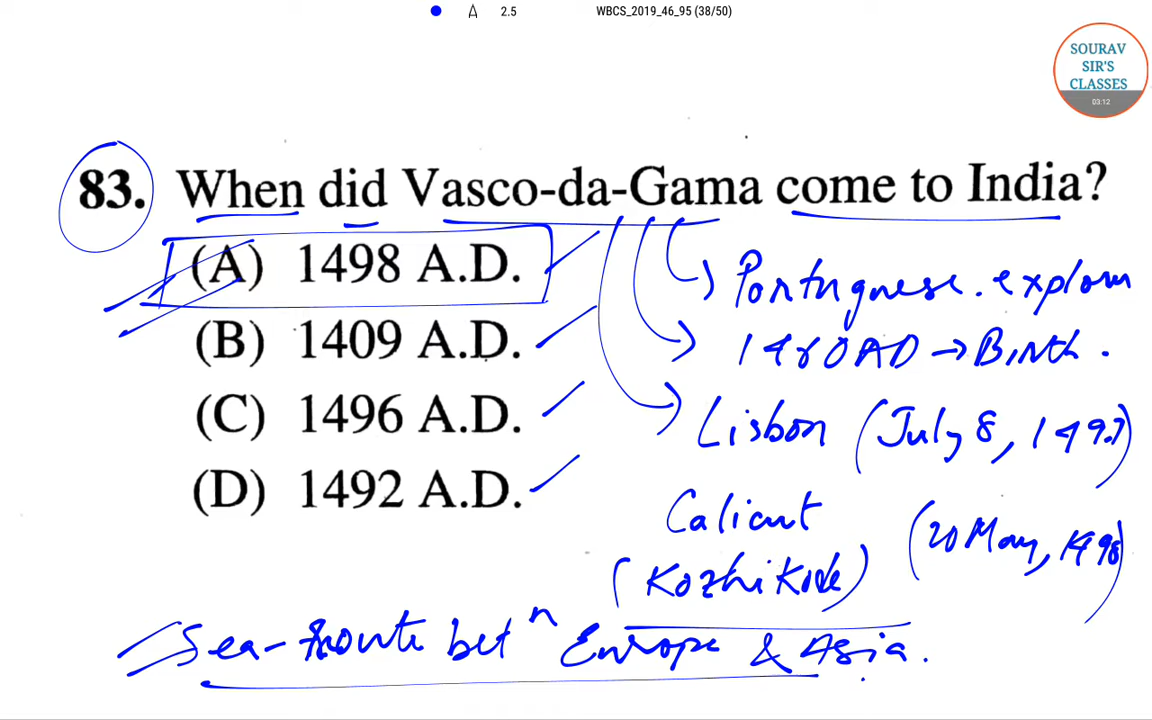 2.5 WBCS_2019_46_95 (38/50)
SOURAV
SIR'S
CLASSES
03:12
83. When did Vasco-da-Gama come to India?
(A) 1498 A.D.
(B) 1409 A.D.
(C) 1496 A.D.
(D) 1492 A.D.
Portuguese. explorer
1460 AD → Birth.
Lisbon (July 8, 1497)
Calicut
(20 May, 1498)
(Kozhikode)
Sea-route betn Europe & Asia.